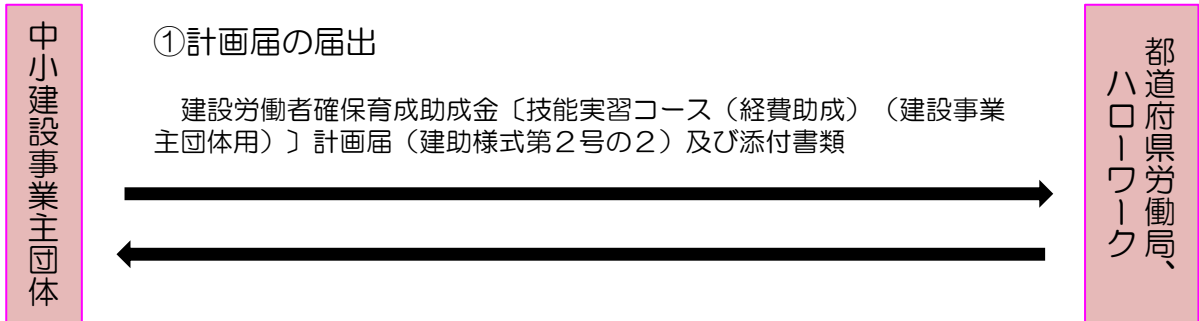 中小建設事業主団体
①計画届の届出
建設労働者確保育成助成金〔技能実習コース（経費助成）（建設事業
主団体用）〕計画届（建助様式第２号の２）及び添付書類
都道府県労働局、
ハローワーク